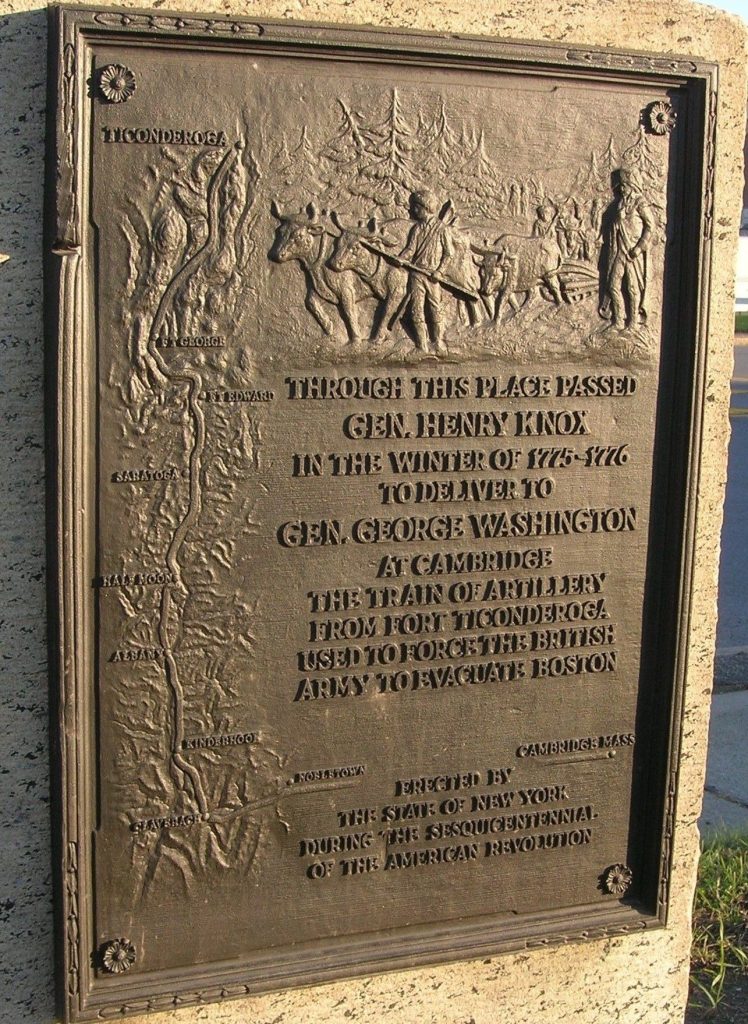 TICONDEROGA
FT GEORGE
FT EDWARD
SARATOGA
HALF MOON
ALBANY
KINDERHOOK
NOBLETOWN
CLAVERACK
THROUGH THIS PLACE PASSED
GEN. HENRY KNOX
IN THE WINTER OF 1775-1776
TO DELIVER TO
GEN. GEORGE WASHINGTON
AT CAMBRIDGE
THE TRAIN OF ARTILLERY
FROM FORT TICONDEROGA
USED TO FORCE THE BRITISH
ARMY TO EVACUATE BOSTON
CAMBRIDGE MASS
ERECTED BY
THE STATE OF NEW YORK
DURING THE SESQUICENTENNIAL
OF THE AMERICAN REVOLUTION